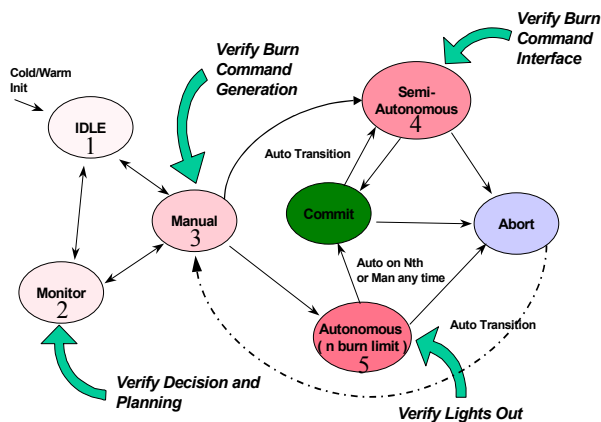 Verify Burn
Command
Generation
Verify Burn
Command
Interface
Cold/Warm
Init
IDLE
1
Semi-
Autonomous
4
Auto Transition
Manual
3
Commit
Abort
Monitor
2
Auto on Nth
or Man any time
Autonomous
( n burn limit )
5
Auto Transition
Verify Decision and
Planning
Verify Lights Out